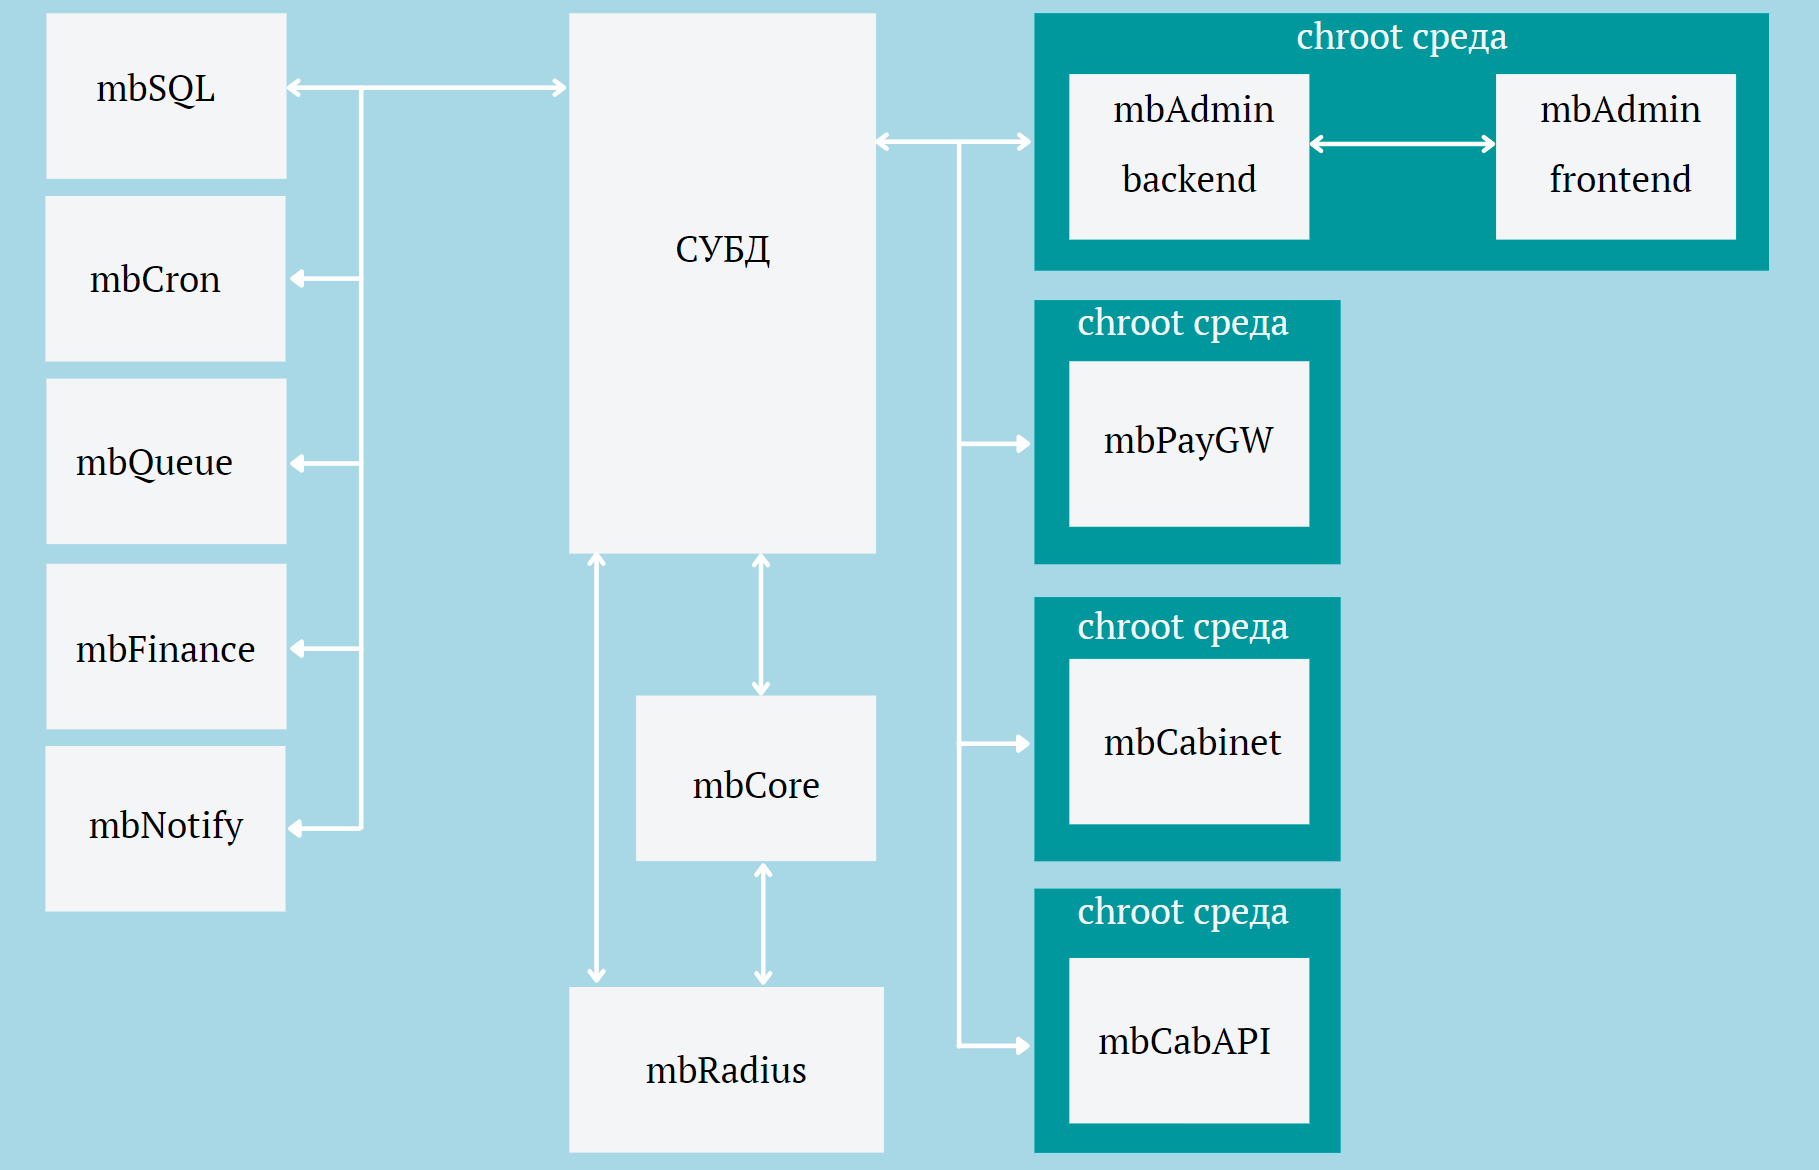 mbSQL
mbCron
mbQueue
mbFinance
mbNotify
СУБД
mbCore
mbRadius
chroot среда
mbAdmin
backend
mbAdmin
frontend
chroot среда
mbPayGW
chroot среда
mbCabinet
chroot среда
mbCabAPI